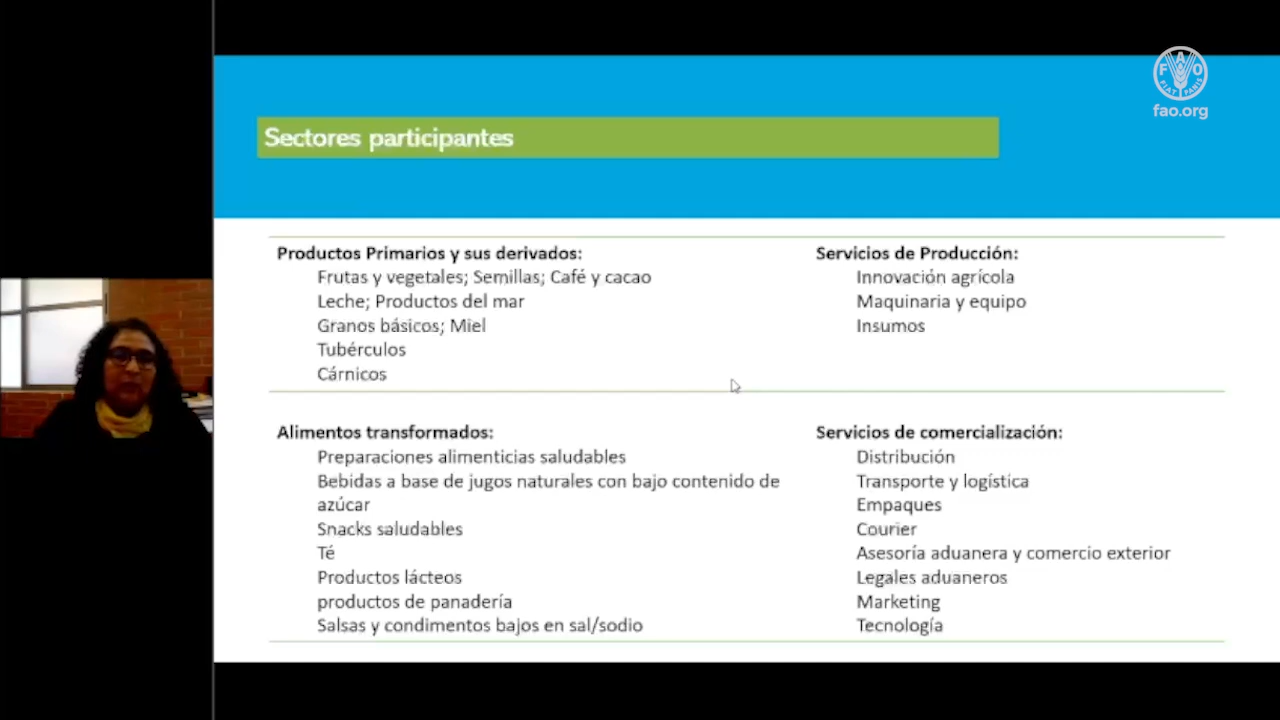 FAO
FIAT PANIS
fao.org
Sectores participantes
Productos Primarios y sus derivados:
Frutas y vegetales; Semillas; Café y cacao
Leche; Productos del mar
Granos básicos; Miel
Tubérculos
Cárnicos
Servicios de Producción:
Innovación agrícola
Maquinaria y equipo
Insumos
Alimentos transformados:
Preparaciones alimenticias saludables
Bebidas a base de jugos naturales con bajo contenido de
azúcar
Snacks saludables
Té
Productos lácteos
productos de panadería
Salsas y condimentos bajos en sal/sodio
Servicios de comercialización:
Distribución
Transporte y logística
Empaques
Courier
Asesoría aduanera y comercio exterior
Legales aduaneros
Marketing
Tecnología